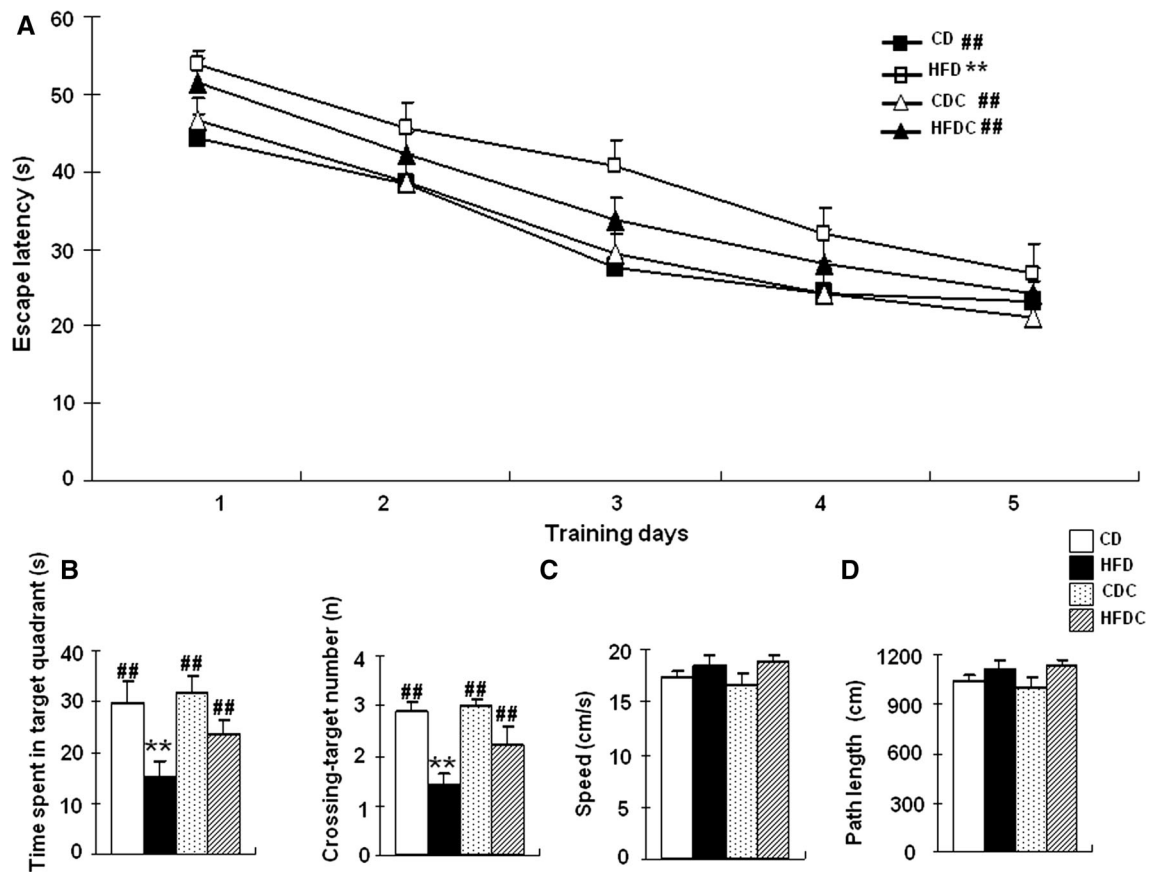 A
60
50
40
30
20
10
0
Escape latency (s)
CD ##
HFD **
CDC ##
HFDC ##
1 2 3 4 5
Training days
CD
HFD
CDC
HFDC
B
Time spent in target quadrant (s)
40
30
20
10
0
##
**
##
##
Crossing-target number (n)
4
3
2
1
0
##
**
##
##
C
Speed (cm/s)
20
15
10
5
0
D
Path length (cm)
1200
900
600
300
0